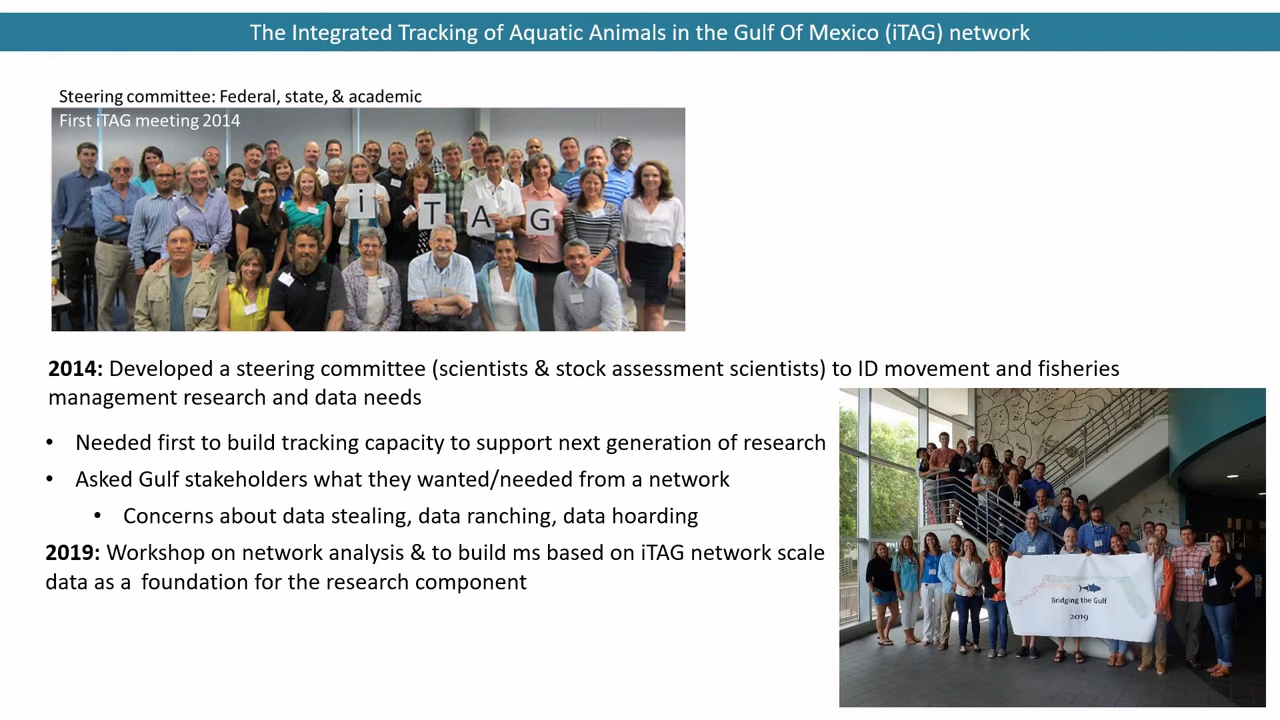 The Integrated Tracking of Aquatic Animals in the Gulf Of Mexico (iTAG) network
Steering committee: Federal, state, & academic
First iTAG meeting 2014
i T A G
2014: Developed a steering committee (scientists & stock assessment scientists) to ID movement and fisheries
management research and data needs
• Needed first to build tracking capacity to support next generation of research
• Asked Gulf stakeholders what they wanted/needed from a network
• Concerns about data stealing, data ranching, data hoarding
2019: Workshop on network analysis & to build ms based on iTAG network scale
data as a foundation for the research component
Bridging the Gulf
2019